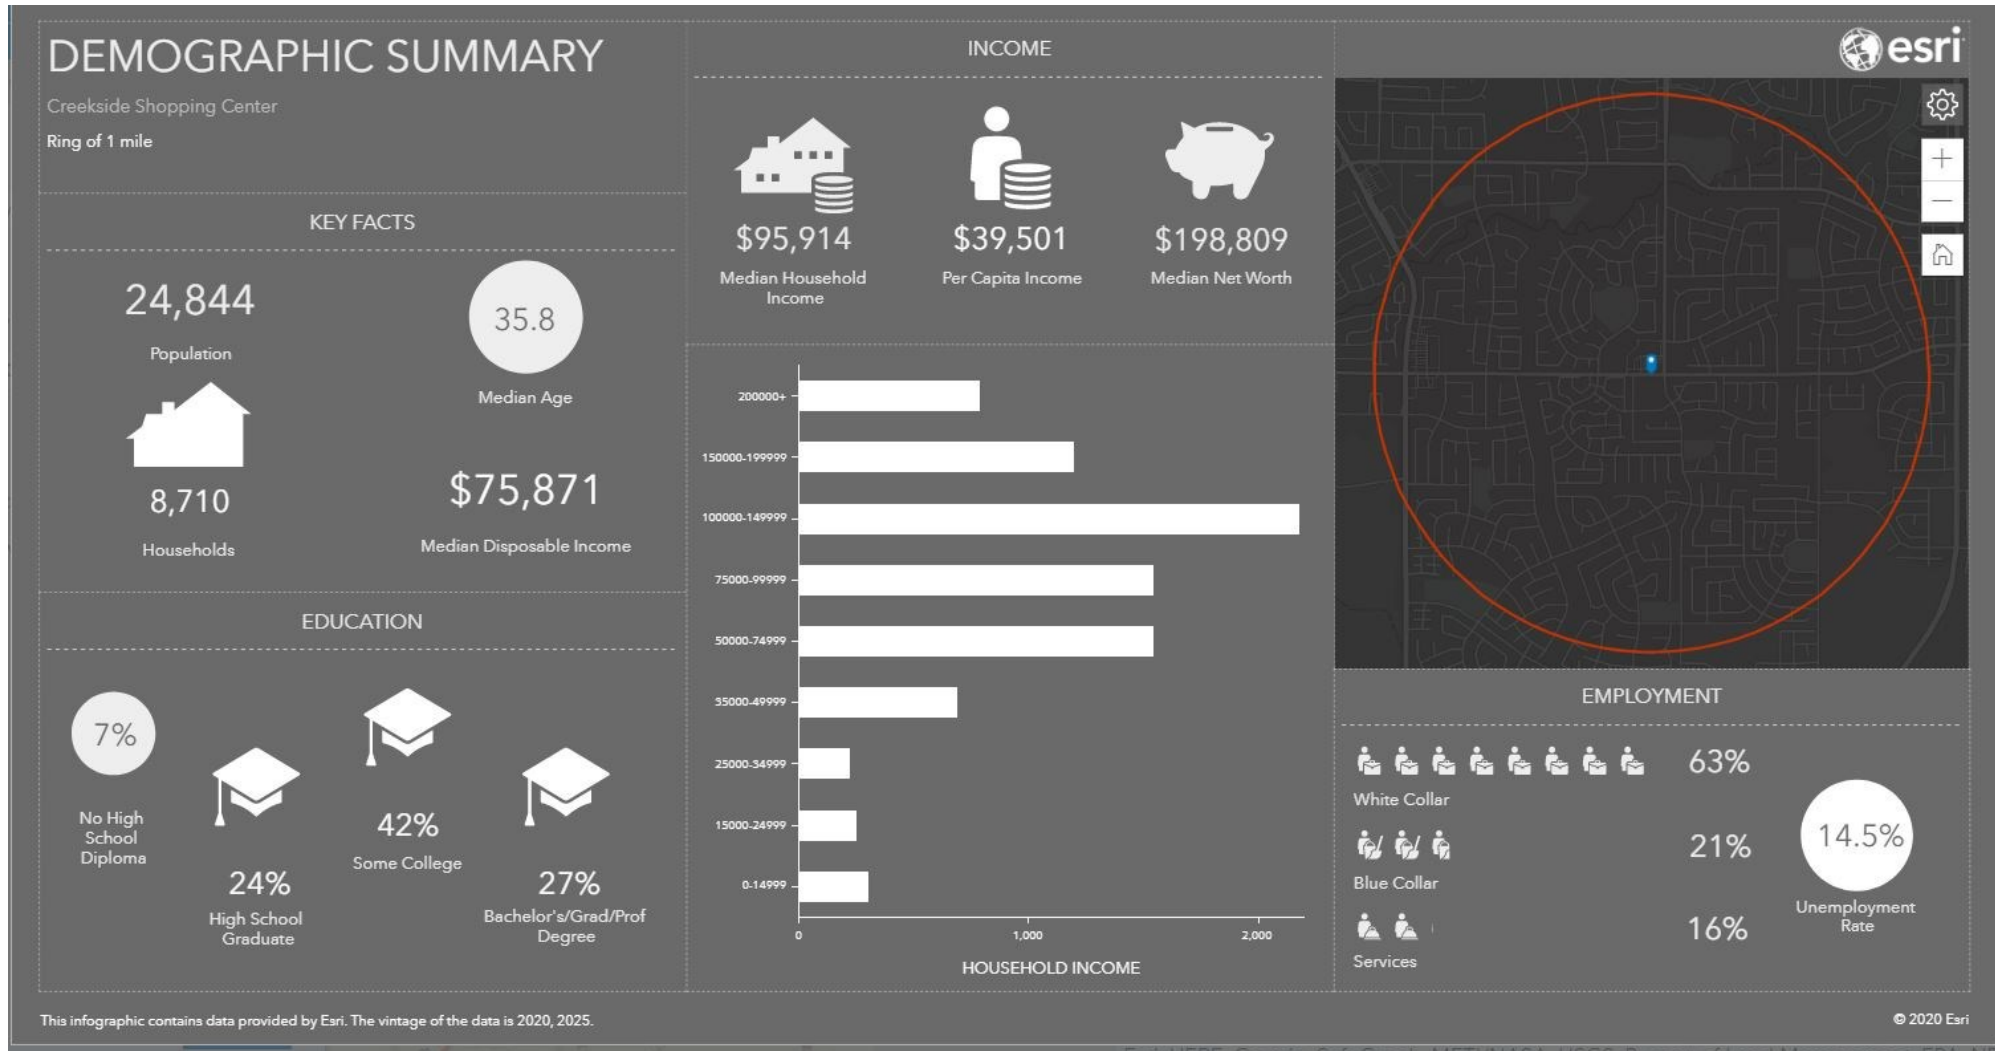 DEMOGRAPHIC SUMMARY
Creekside Shopping Center
Ring of 1 mile
KEY FACTS
24,844
Population
35.8
Median Age
8,710
Households
$75,871
Median Disposable Income
EDUCATION
7%
No High
School
Diploma
24%
High School
Graduate
42%
Some College
27%
Bachelor's/Grad/Prof
Degree
INCOME
$95,914
Median Household
Income
$39,501
Per Capita Income
$198,809
Median Net Worth
200000+
150000-199999
100000-149999
75000-99999
50000-74999
35000-49999
25000-34999
15000-24999
0-14999
0
1,000
2,000
HOUSEHOLD INCOME
esri
EMPLOYMENT
63%
White Collar
21%
Blue Collar
16%
Services
14.5%
Unemployment
Rate
This infographic contains data provided by Esri. The vintage of the data is 2020, 2025.
© 2020 Esri